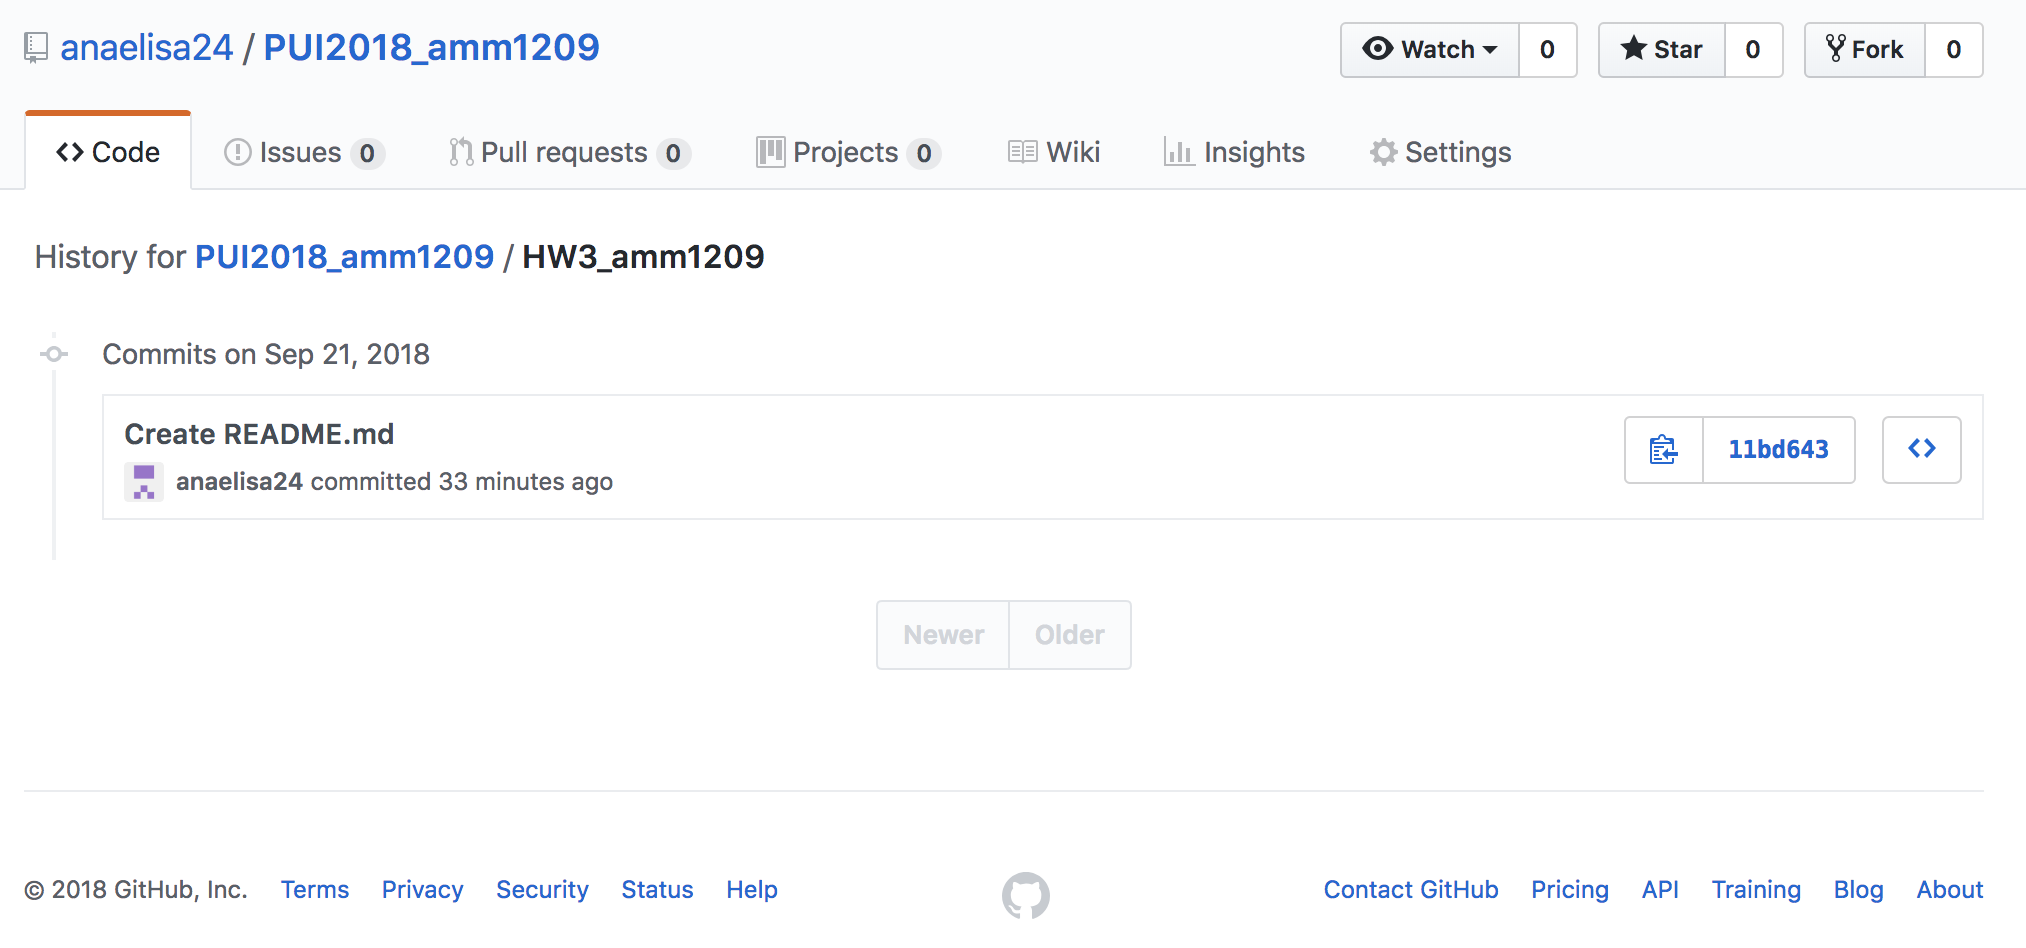 anaelisa24 / PUI2018_amm1209
Watch 0 Star 0 Fork 0
Code Issues 0 Pull requests 0 Projects 0 Wiki Insights Settings
History for PUI2018_amm1209 / HW3_amm1209
Commits on Sep 21, 2018
Create README.md
anaelisa24 committed 33 minutes ago
11bd643
Newer Older
© 2018 GitHub, Inc. Terms Privacy Security Status Help Contact GitHub Pricing API Training Blog About